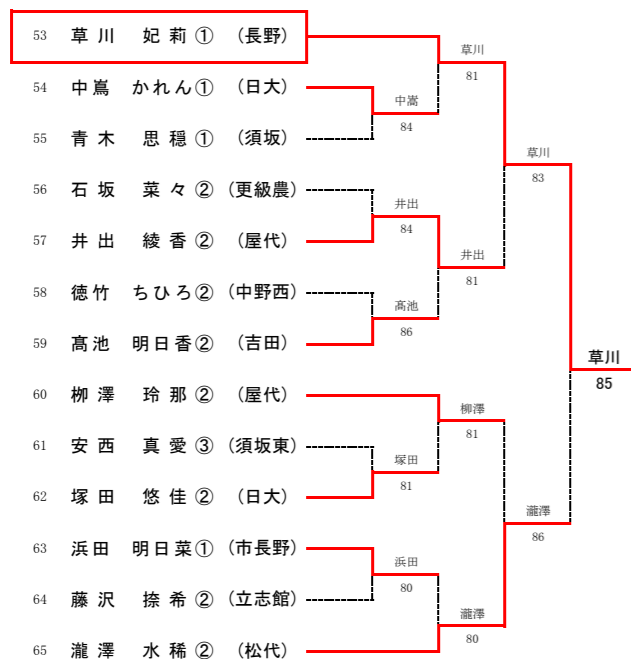 53 草川 妃莉① (長野)
草川
81
54 中嶌 かれん① (日大)
中嵩
84
55 青木 思穏① (須坂)
草川
83
56 石坂 菜々② (更級農)
井出
84
57 井出 綾香② (屋代)
井出
81
58 徳竹 ちひろ② (中野西)
髙池
86
59 髙池 明日香② (吉田)
草川
85
60 栁澤 玲那② (屋代)
柳澤
81
61 安西 真愛③ (須坂東)
塚田
81
62 塚田 悠佳② (日大)
瀧澤
86
63 浜田 明日菜① (市長野)
浜田
80
64 藤沢 捺希② (立志館)
瀧澤
80
65 瀧澤 水稀② (松代)